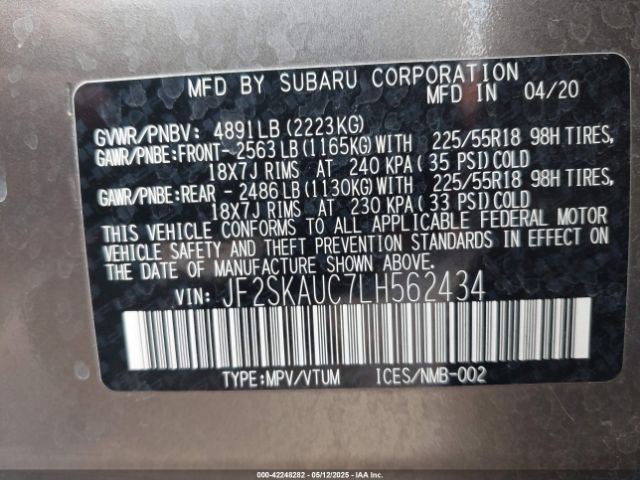 MFD BY SUBARU CORPORATION
MFD IN 04/20
GVWR/PNBV: 4891LB(2223KG)
GAWR/PNBE:FRONT-2563LB(1165KG)WITH 225/55R18 98H TIRES,
18X7J RIMS AT 240 KPA(35 PSI)COLD
GAWR/PNBE:REAR -2486LB(1130KG)WITH 225/55R18 98H TIRES,
18X7J RIMS AT 230 KPA(33 PSI)COLD
THIS VEHICLE CONFORMS TO ALL APPLICABLE FEDERAL MOTOR
VEHICLE SAFETY AND THEFT PREVENTION STANDARDS IN EFFECT ON
THE DATE OF MANUFACTURE SHOWN ABOVE.
VIN: JF2SKAUC7LH562434
TYPE:MPV/VTUM ICES/NMB-002
000-42248282 - 05/12/2025 - IAA Inc.